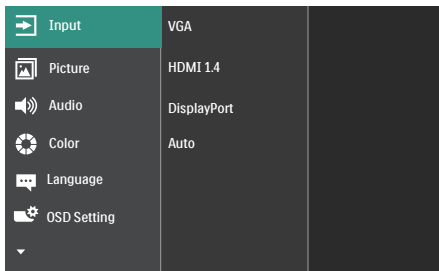 Input
VGA
Picture
HDMI 1.4
Audio
DisplayPort
Color
Auto
Language
OSD Setting